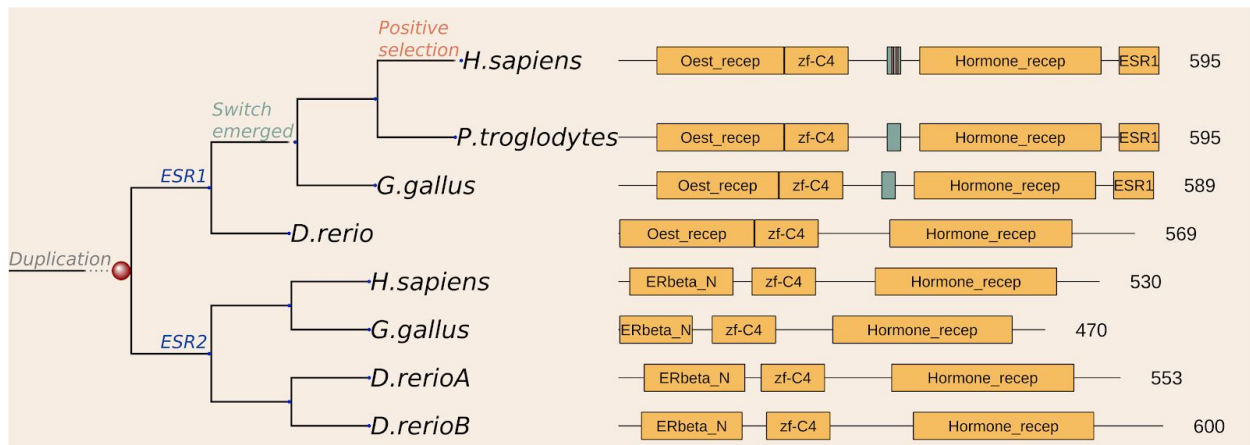 Positive
selection
H.sapiens Oest_recep zf-C4 Hormone_recep ESR1 595
Switch
emerged
P.troglodytes Oest_recep zf-C4 Hormone_recep ESR1 595
ESR1
G.gallus Oest_recep zf-C4 Hormone_recep ESR1 589
D.rerio Oest_recep zf-C4 Hormone_recep 569
Duplication
H.sapiens ERbeta_N zf-C4 Hormone_recep 530
G.gallus ERbeta_N zf-C4 Hormone_recep 470
ESR2
D.rerioA ERbeta_N zf-C4 Hormone_recep 553
D.rerioB ERbeta_N zf-C4 Hormone_recep 600